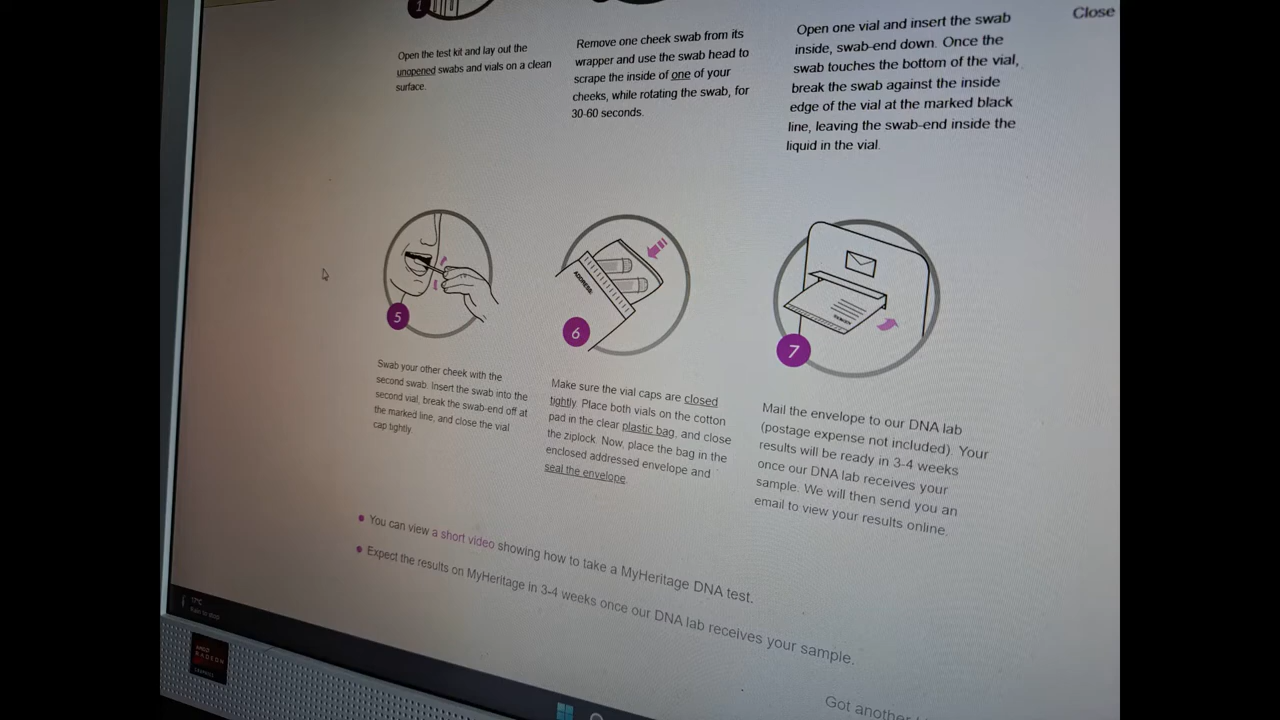 Close
1
Open the test kit and lay out the
unopened swabs and vials on a clean
surface.
Remove one cheek swab from its
wrapper and use the swab head to
scrape the inside of one of your
cheeks, while rotating the swab, for
30-60 seconds.
Open one vial and insert the swab
inside, swab-end down. Once the
swab touches the bottom of the vial,
break the swab against the inside
edge of the vial at the marked black
line, leaving the swab-end inside the
liquid in the vial.
5
Swab your other cheek with the
second swab. Insert the swab into the
second vial, break the swab-end off at
the marked line, and close the vial
cap tightly.
ADDRESS:
6
Make sure the vial caps are closed
tightly. Place both vials on the cotton
pad in the clear plastic bag, and close
the ziplock. Now, place the bag in the
enclosed addressed envelope and
seal the envelope.
7
Mail the envelope to our DNA lab
(postage expense not included). Your
results will be ready in 3-4 weeks
once our DNA lab receives your
sample. We will then send you an
email to view your results online.
You can view a short video showing how to take a MyHeritage DNA test.
Expect the results on MyHeritage in 3-4 weeks once our DNA lab receives your sample.
Got another
17°C
Rain to stop
AMD
RADEON
GRAPHICS